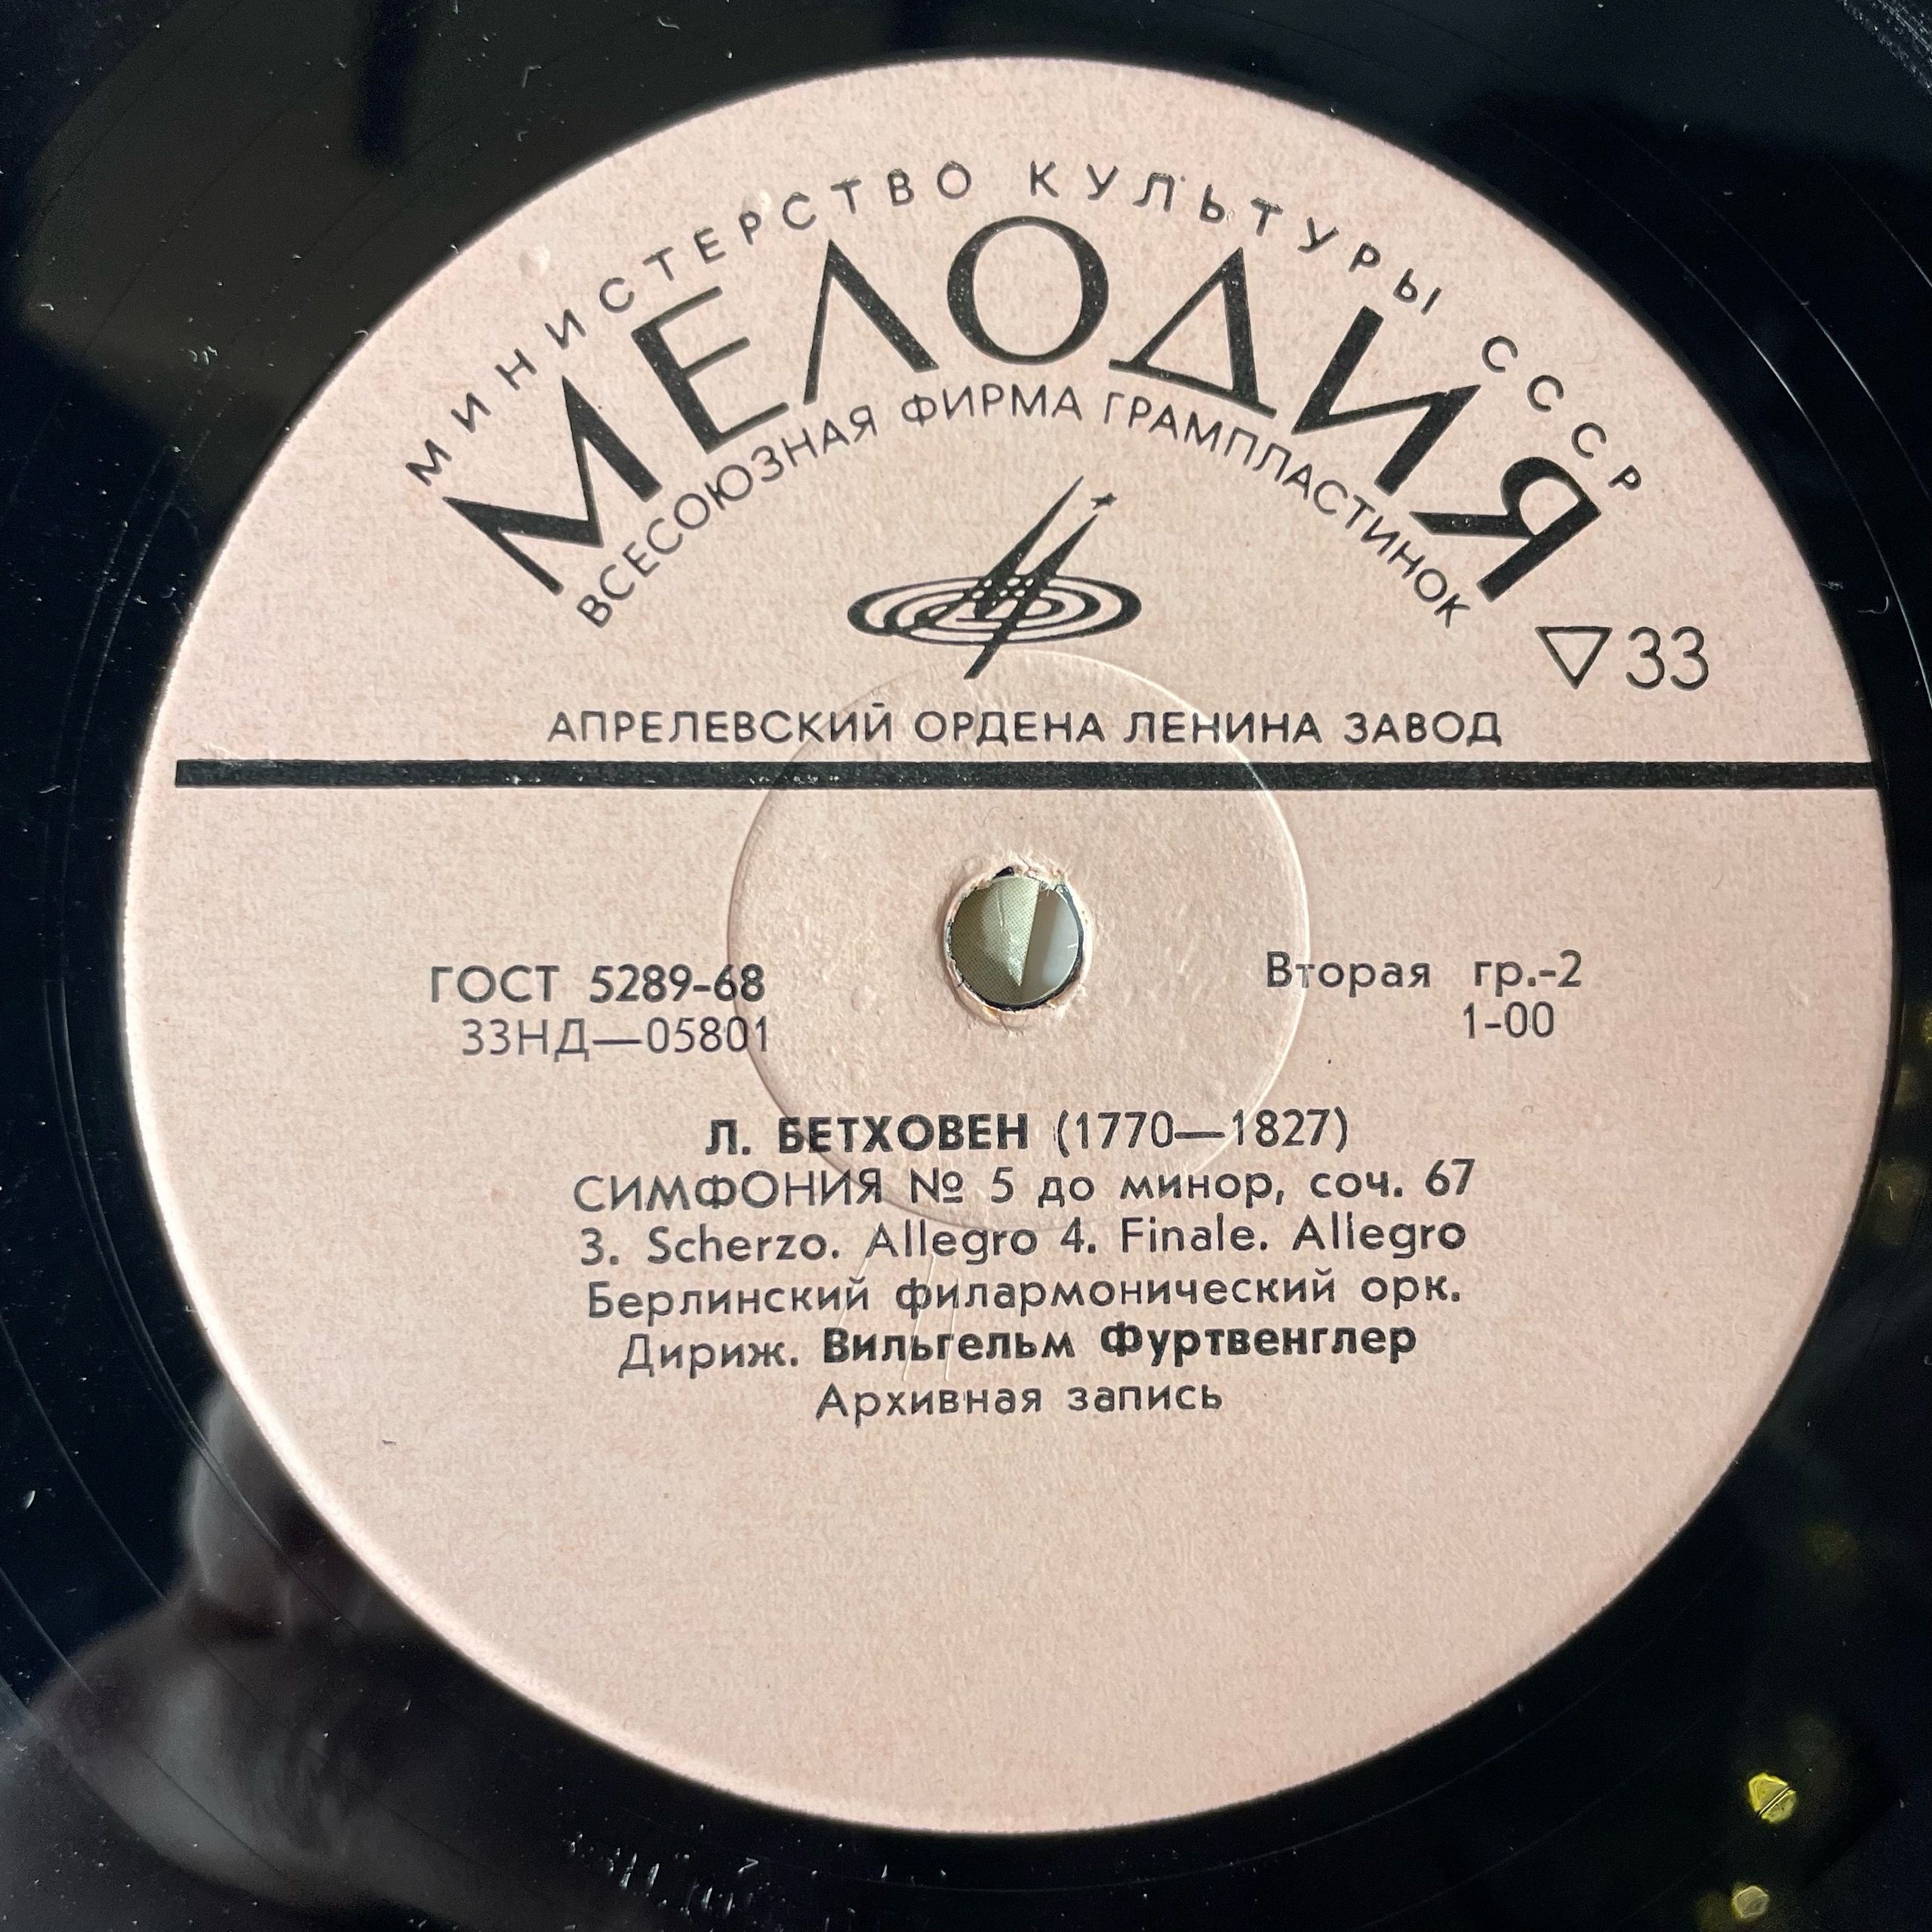 МИНИСТЕРСТВО КУЛЬТУРЫ СССР
МЕЛОДИЯ
ВСЕСОЮЗНАЯ ФИРМА ГРАМПЛАСТИНОК
▽33
АПРЕЛЕВСКИЙ ОРДЕНА ЛЕНИНА ЗАВОД
ГОСТ 5289-68
33НД—05801
Вторая гр.-2
1-00
Л. БЕТХОВЕН (1770—1827)
СИМФОНИЯ № 5 до минор, соч. 67
3. Scherzo. Allegro 4. Finale. Allegro
Берлинский филармонический орк.
Дириж. Вильгельм Фуртвенглер
Архивная запись